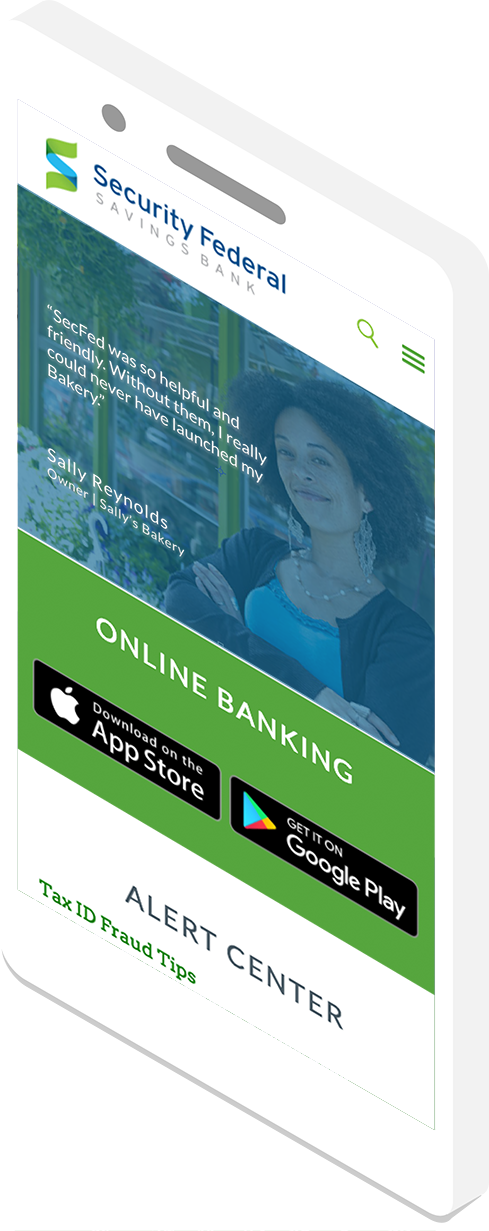 Security Federal
SAVINGS BANK
“SecFed was so helpful and
friendly. Without them, I really
could never have launched my
Bakery.”
Sally Reynolds
Owner | Sally's Bakery
ONLINE BANKING
Download on the
App Store
GET IT ON
Google Play
ALERT CENTER
Tax ID Fraud Tips